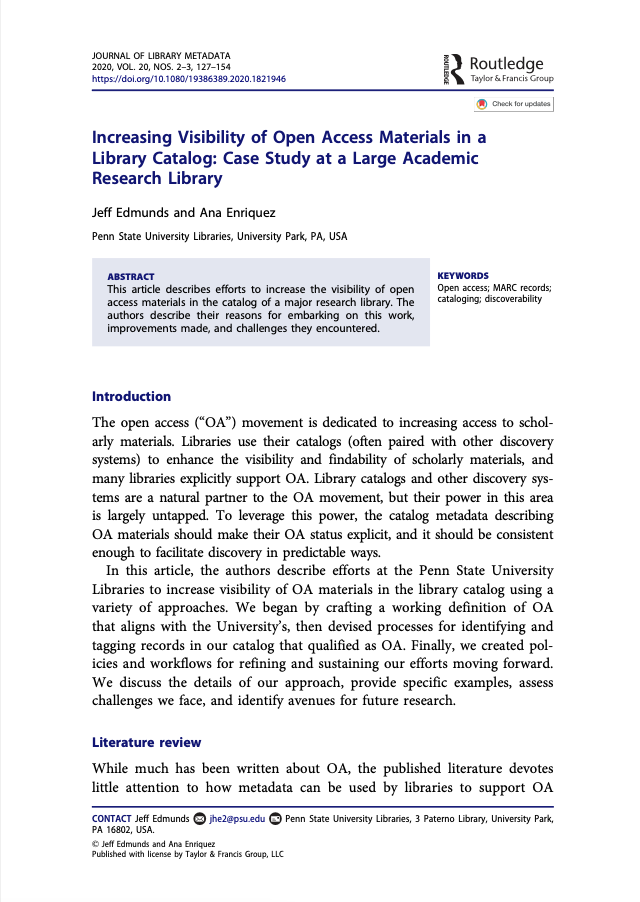 JOURNAL OF LIBRARY METADATA
2020, VOL. 20, NOS. 2–3, 127–154
https://doi.org/10.1080/19386389.2020.1821946
ROUTLEDGE
Routledge
Taylor & Francis Group
Check for updates
Increasing Visibility of Open Access Materials in a
Library Catalog: Case Study at a Large Academic
Research Library
Jeff Edmunds and Ana Enriquez
Penn State University Libraries, University Park, PA, USA
ABSTRACT
This article describes efforts to increase the visibility of open
access materials in the catalog of a major research library. The
authors describe their reasons for embarking on this work,
improvements made, and challenges they encountered.
KEYWORDS
Open access; MARC records;
cataloging; discoverability
Introduction
The open access (“OA”) movement is dedicated to increasing access to schol-
arly materials. Libraries use their catalogs (often paired with other discovery
systems) to enhance the visibility and findability of scholarly materials, and
many libraries explicitly support OA. Library catalogs and other discovery sys-
tems are a natural partner to the OA movement, but their power in this area
is largely untapped. To leverage this power, the catalog metadata describing
OA materials should make their OA status explicit, and it should be consistent
enough to facilitate discovery in predictable ways.
In this article, the authors describe efforts at the Penn State University
Libraries to increase visibility of OA materials in the library catalog using a
variety of approaches. We began by crafting a working definition of OA
that aligns with the University’s, then devised processes for identifying and
tagging records in our catalog that qualified as OA. Finally, we created pol-
icies and workflows for refining and sustaining our efforts moving forward.
We discuss the details of our approach, provide specific examples, assess
challenges we face, and identify avenues for future research.
Literature review
While much has been written about OA, the published literature devotes
little attention to how metadata can be used by libraries to support OA
CONTACT Jeff Edmunds jhe2@psu.edu Penn State University Libraries, 3 Paterno Library, University Park,
PA 16802, USA.
© Jeff Edmunds and Ana Enriquez
Published with license by Taylor & Francis Group, LLC